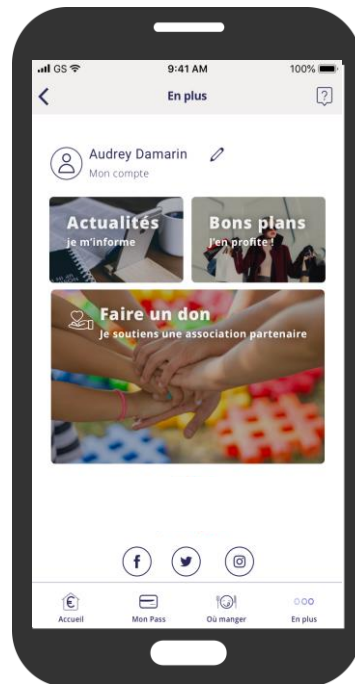 GS 9:41 AM 100%
En plus
Audrey Damarin
Mon compte
Actualités
je m'informe
Bons plans
J'en profite !
Faire un don
Je soutiens une association partenaire
Accueil Mon Pass Où manger En plus